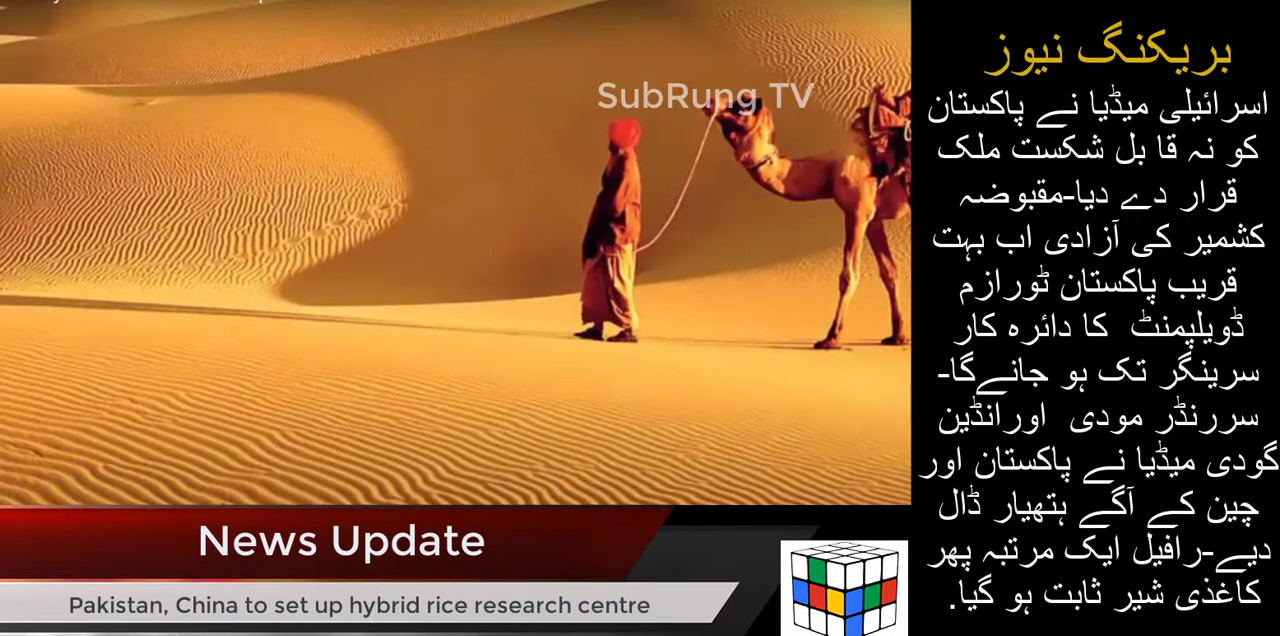 SubRung TV
بریکنگ نیوز
اسرائیلی میڈیا نے پاکستان
کو نہ قا بل شکست ملک
قرار دے دیا-مقبوضہ
کشمیر کی آزادی اب بہت
قریب پاکستان ٹورازم
ڈویلپمنٹ کا دائرہ کار
سرینگر تک ہو جانےگا-
سررنڈر مودی اورانڈین
گودی میڈیا نے پاکستان اور
چین کے آگے ہتھیار ڈال
دیے-رافیل ایک مرتبہ پھر
کاغذی شیر ثابت ہو گیا.
News Update
Pakistan, China to set up hybrid rice research centre